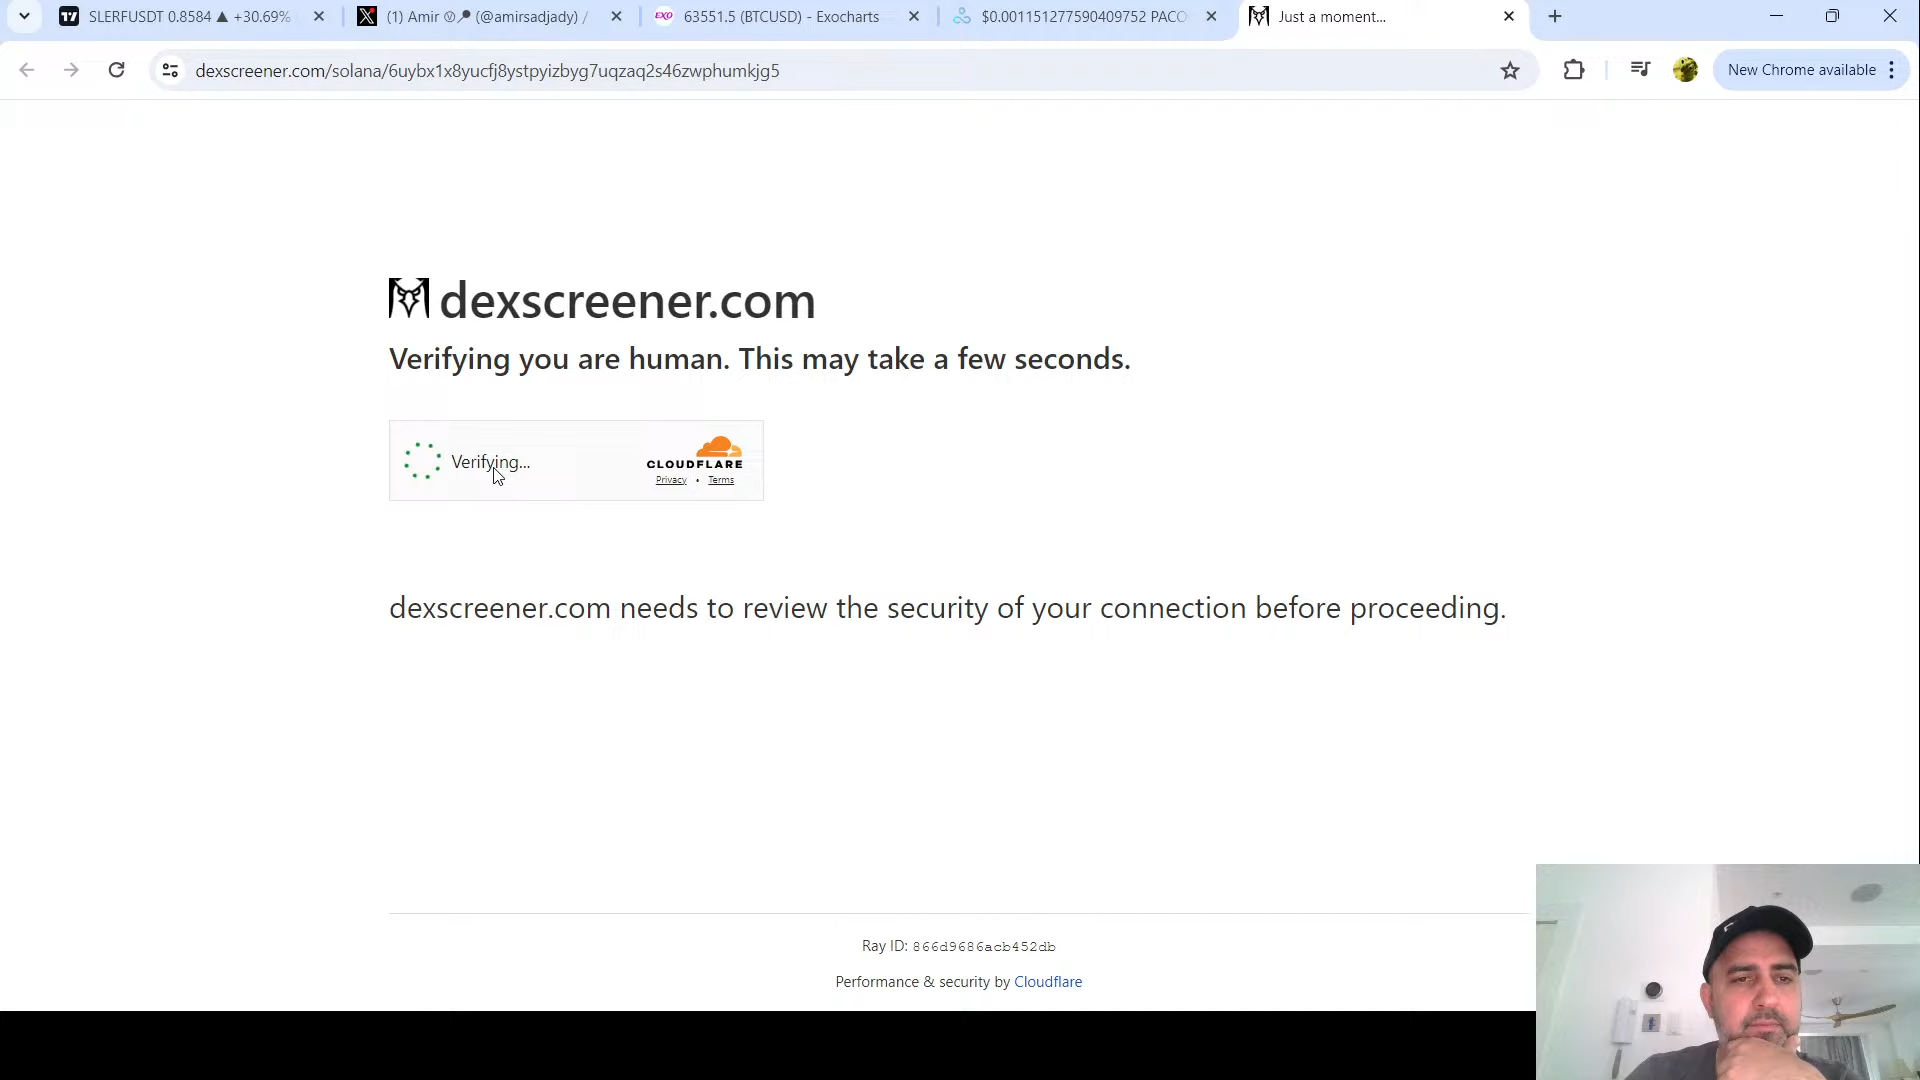 SLERFUSDT 0.8584 ▲ +30.69%
(1) Amir (@amirsadjady) /
EXO 63551.5 (BTCUSD) - Exocharts
$0.001151277590409752 PACO
Just a moment...
dexscreener.com/solana/6uybx1x8yucfj8ystpyizbyg7uqzaq2s46zwphumkjg5
New Chrome available
dexscreener.com
Verifying you are human. This may take a few seconds.
Verifying...
CLOUDFLARE
Privacy • Terms
dexscreener.com needs to review the security of your connection before proceeding.
Ray ID: 866d9686acb452db
Performance & security by Cloudflare